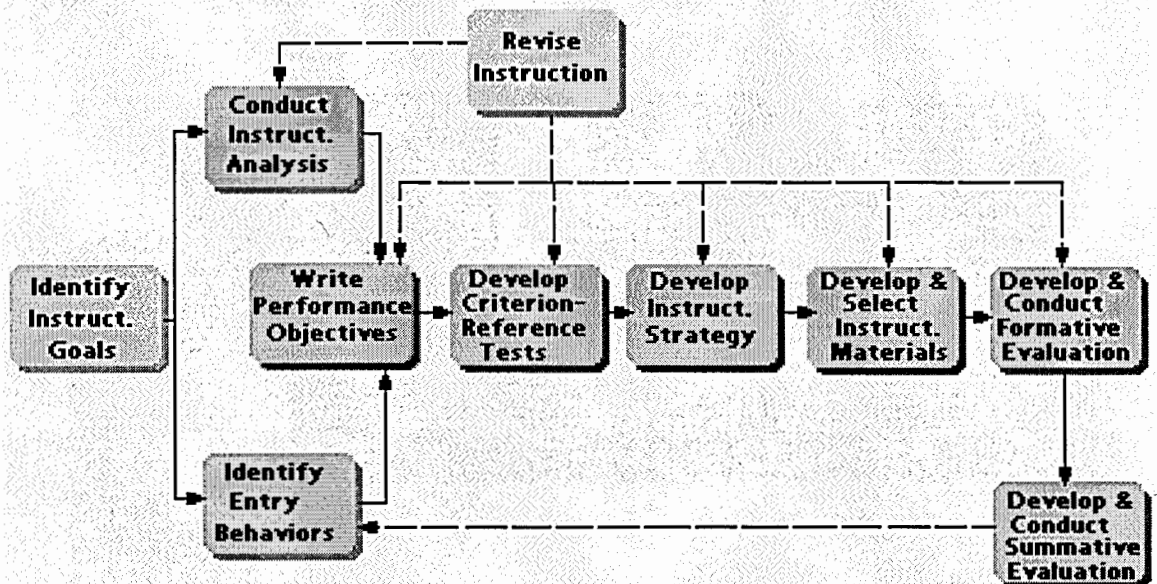 Revise
Instruction
Conduct
Instruct.
Analysis
Identify
Instruct.
Goals
Write
Performance
Objectives
Develop
Criterion-
Reference
Tests
Develop
Instruct.
Strategy
Develop &
Select
Instruct.
Materials
Develop &
Conduct
Formative
Evaluation
Identify
Entry
Behaviors
Develop &
Conduct
Summative
Evaluation